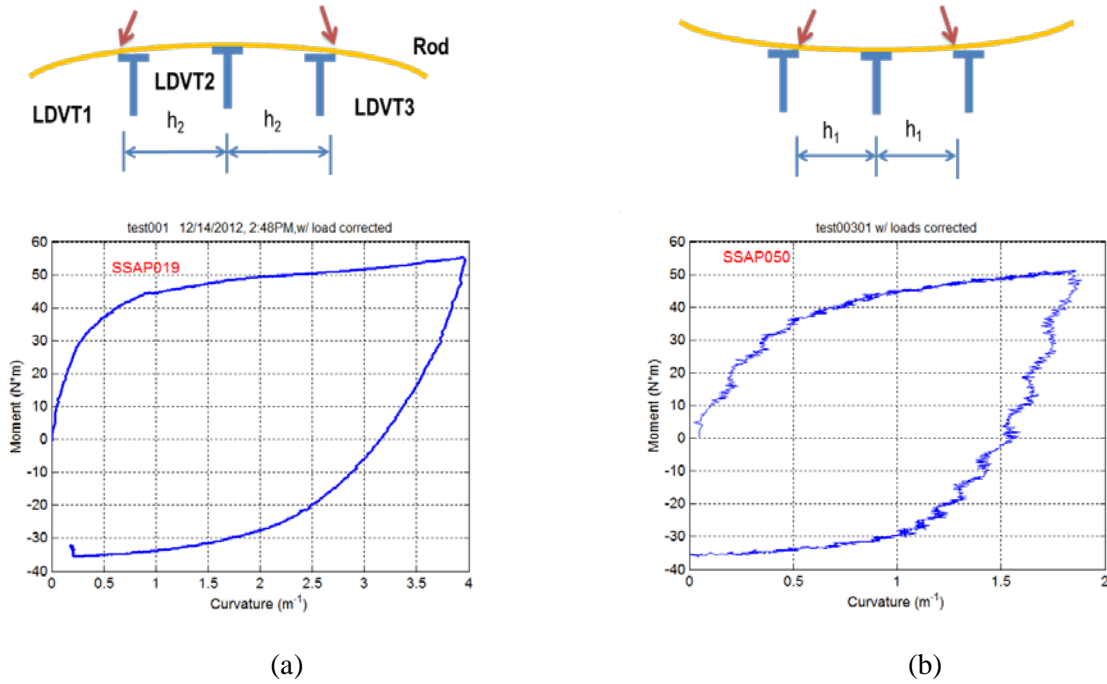 Rod
LDVT1
LDVT2
LDVT3
h2
h2
h1
h1
test001 12/14/2012, 2:48PM,w/ load corrected
SSAP019
60
50
40
30
20
10
0
-10
-20
-30
-40
Moment (N*m)
0 0.5 1 1.5 2 2.5 3 3.5 4
Curvature (m-1)
test00301 w/ loads corrected
SSAP050
60
50
40
30
20
10
0
-10
-20
-30
-40
Moment (N*m)
0 0.5 1 1.5 2
Curvature (m-1)
(a)
(b)